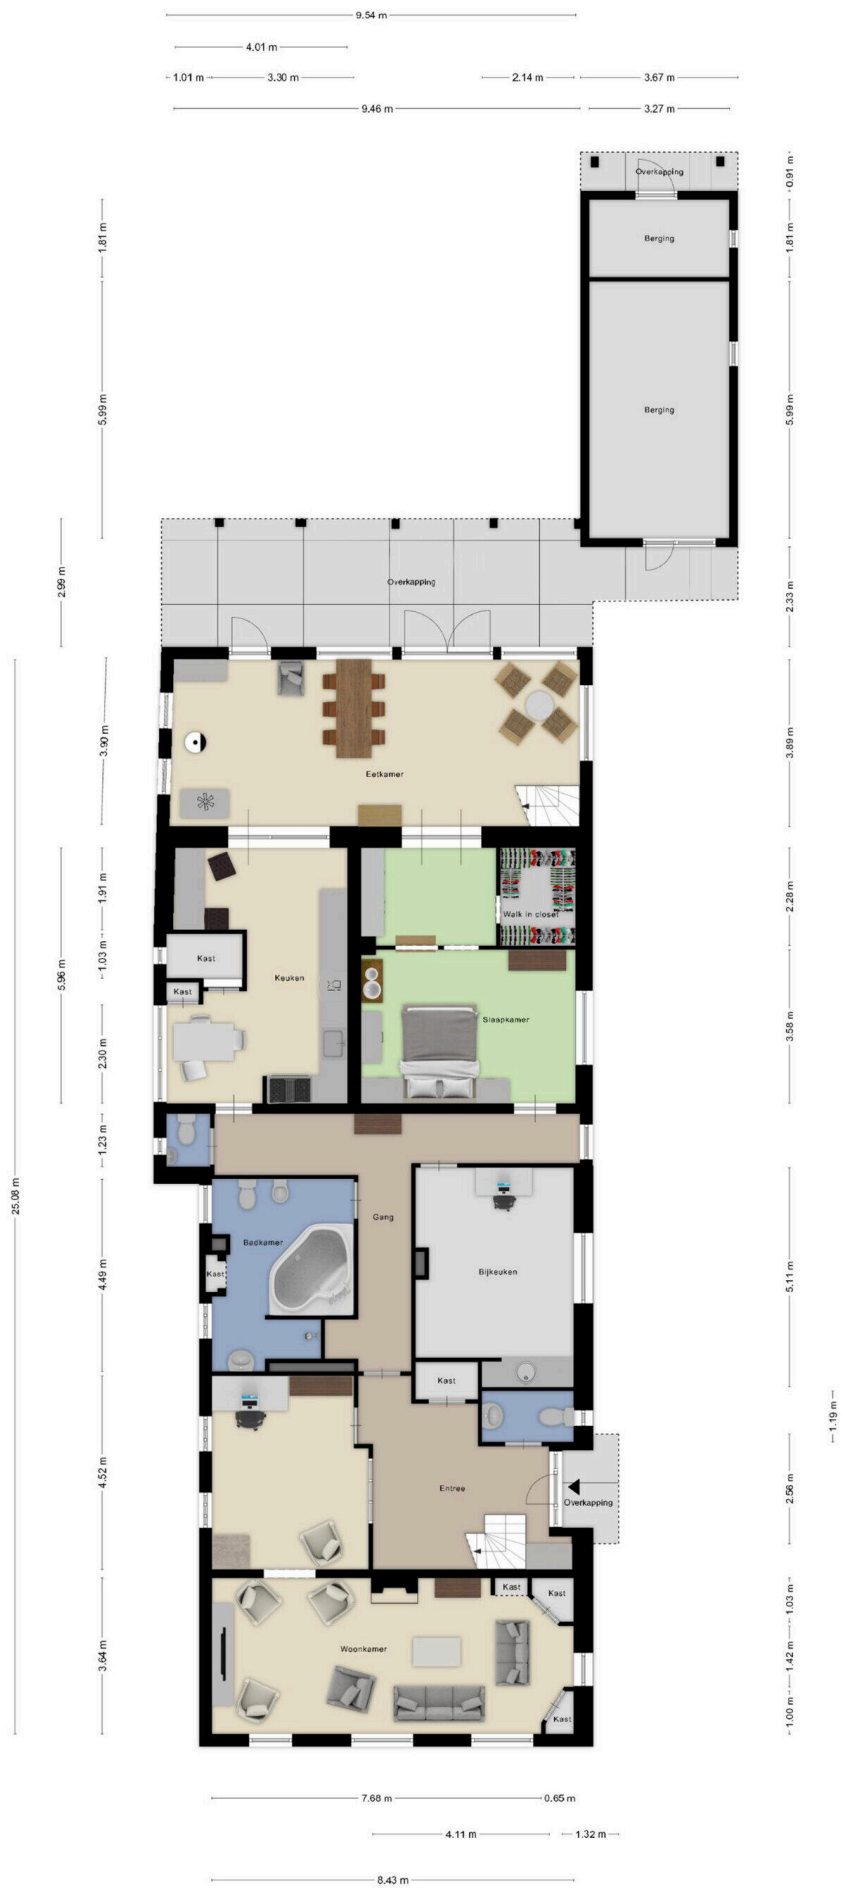 9.54 m
4.01 m
1.01 m
3.30 m
2.14 m
3.67 m
9.46 m
3.27 m
Overkapping
0.91 m
1.81 m
Berging
1.81 m
5.99 m
Berging
5.99 m
2.99 m
Overkapping
2.33 m
3.90 m
Eetkamer
3.89 m
1.91 m
2.28 m
Walk in closet
1.03 m
Kast
5.96 m
Keuken
Kast
Slaapkamer
3.58 m
2.30 m
1.23 m
25.08 m
Gang
Badkamer
4.49 m
Kast
Bijkeuken
5.11 m
Kast
1.19 m
4.52 m
Entree
2.56 m
Overkapping
Kast
Kast
1.03 m
Woonkamer
3.64 m
1.42 m
Kast
1.00 m
7.68 m
0.65 m
4.11 m
1.32 m
8.43 m